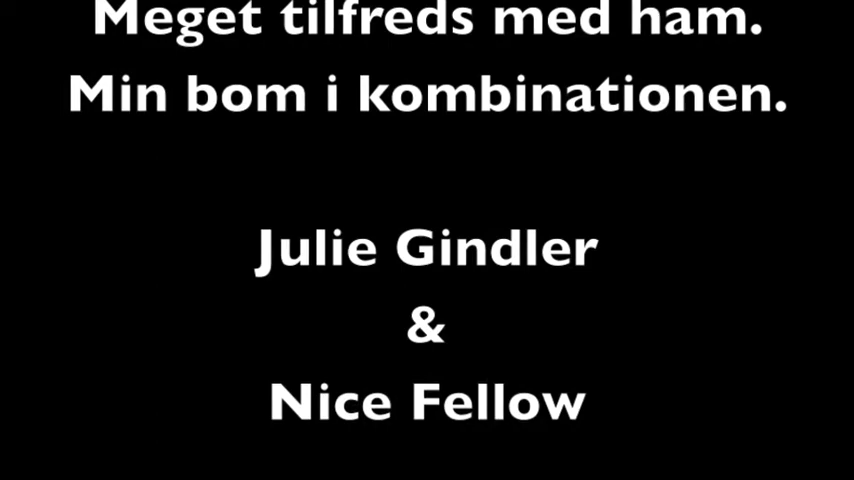 Meget tilfreds med ham.
Min bom i kombinationen.
Julie Gindler
&
Nice Fellow